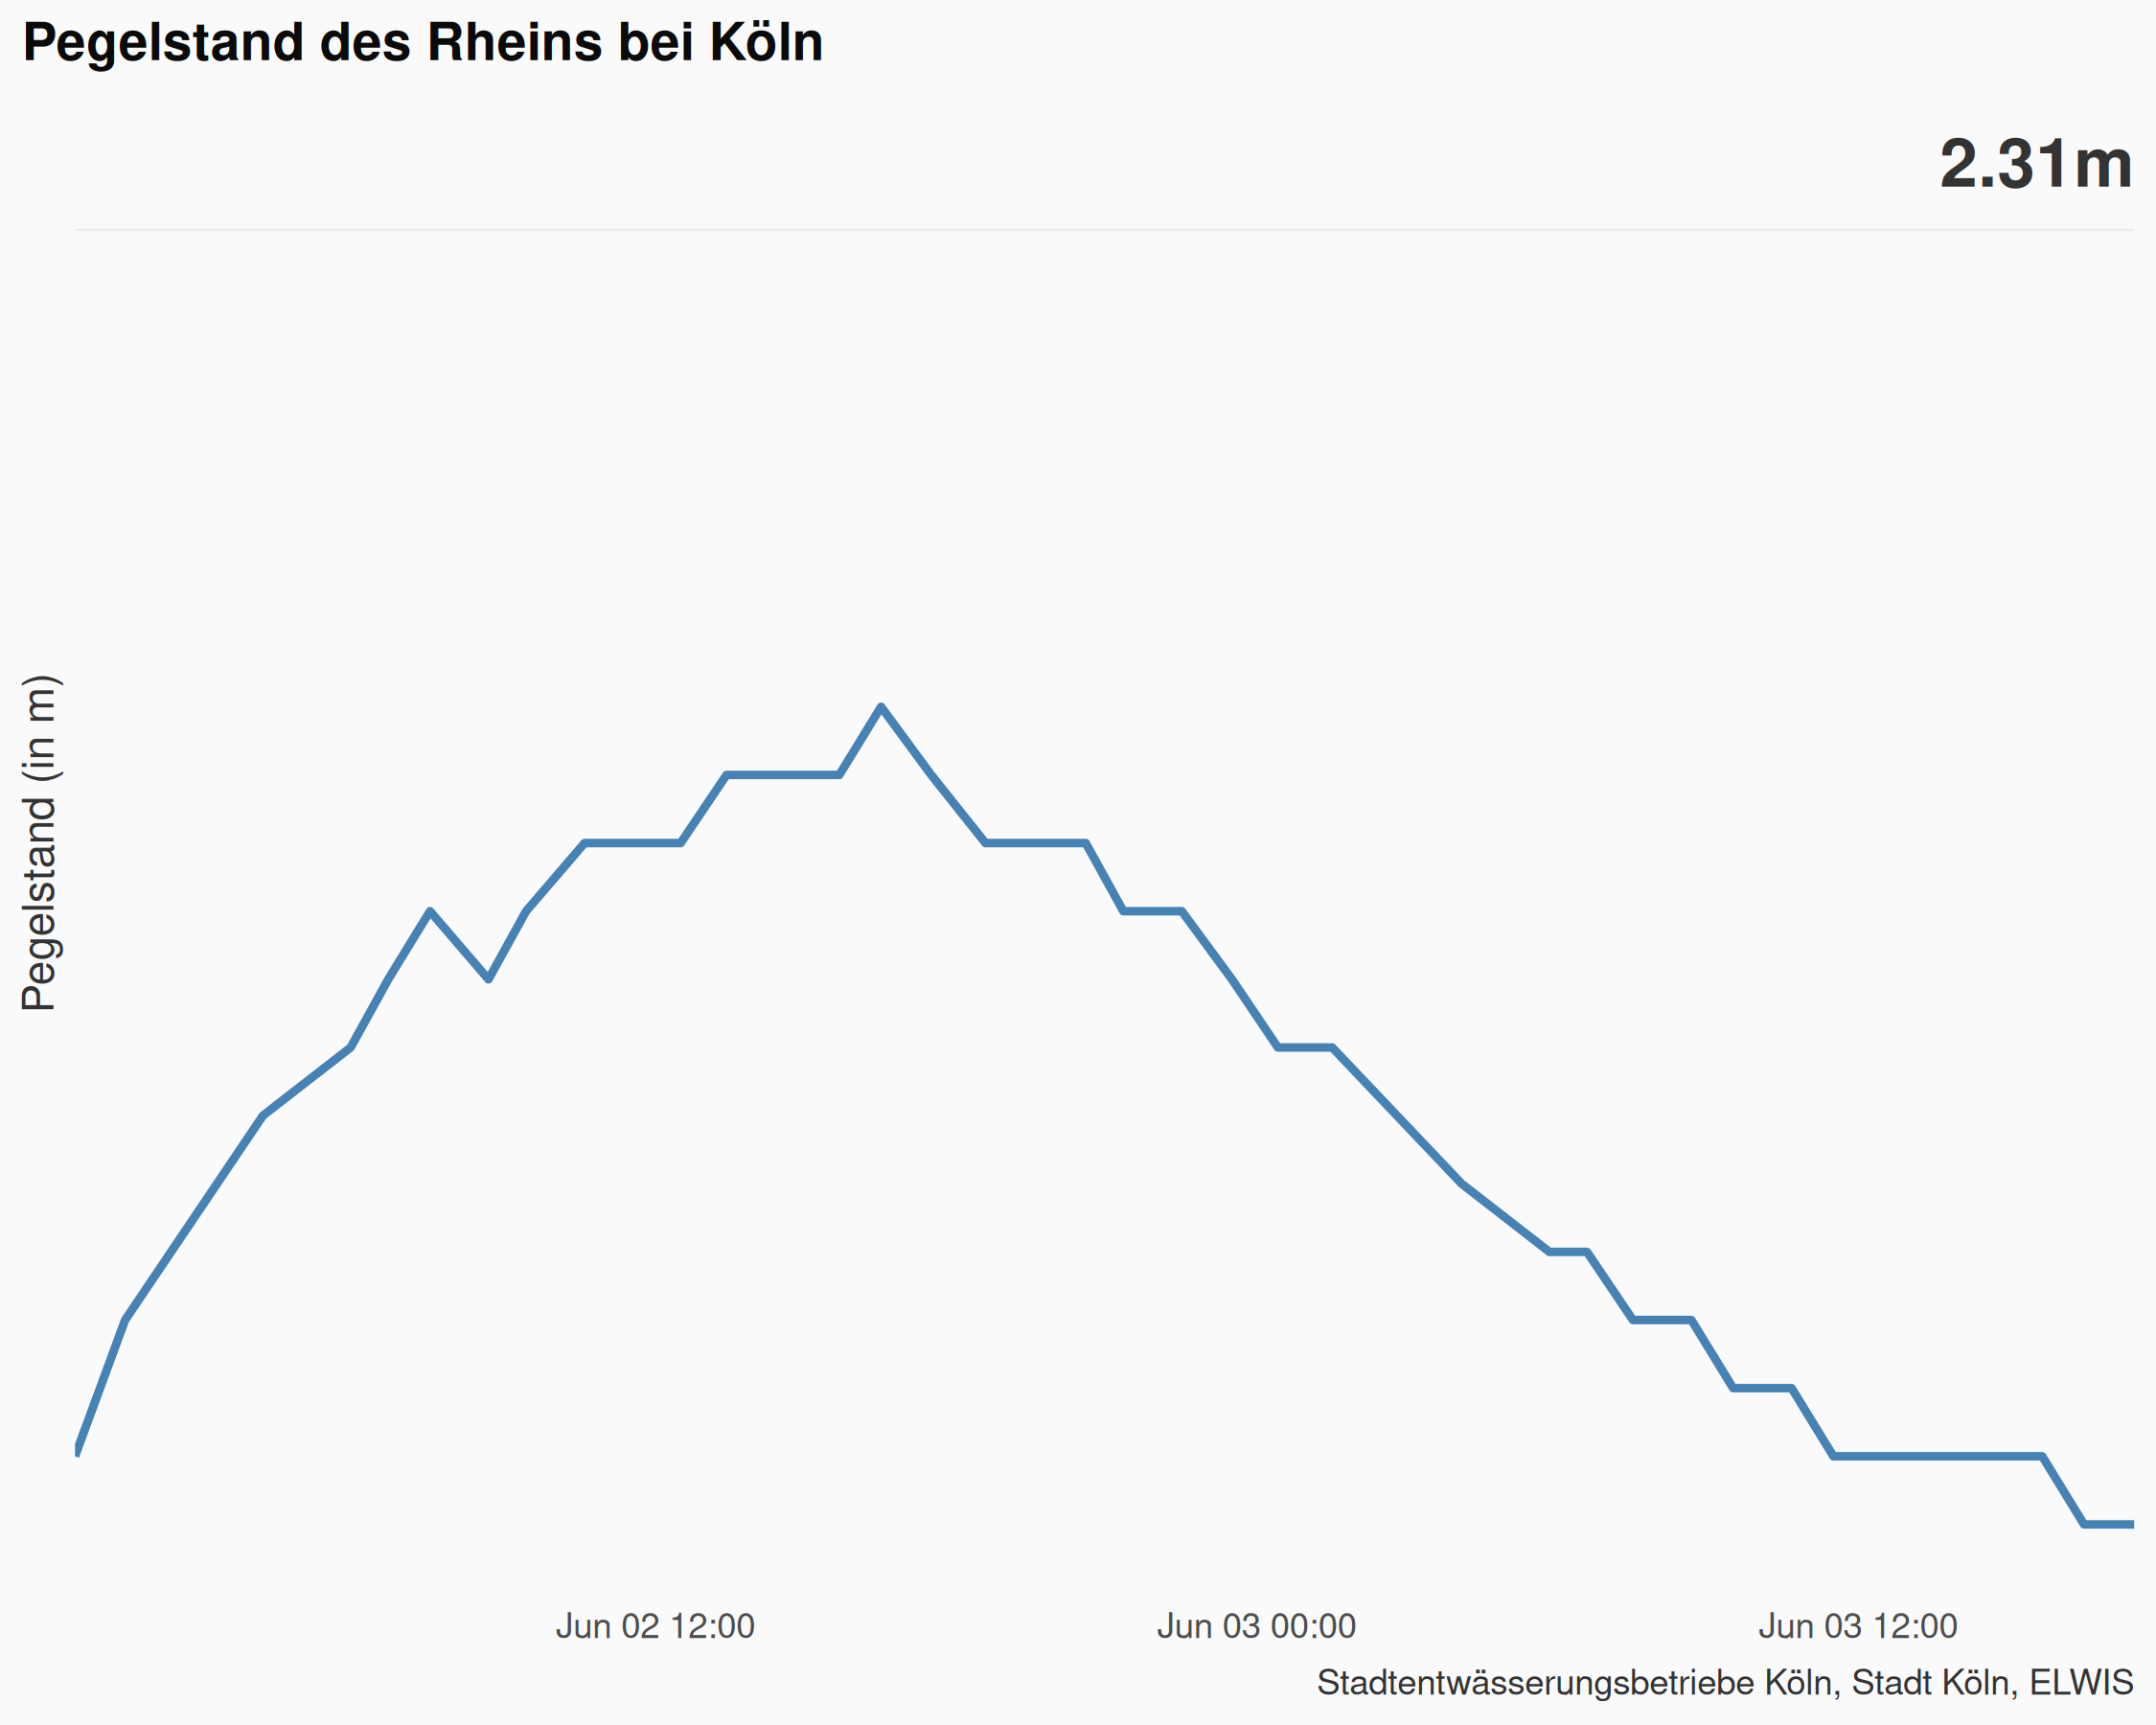 Pegelstand des Rheins bei Köln
2.31m
Pegelstand (in m)
Jun 02 12:00
Jun 03 00:00
Jun 03 12:00
Stadtentwässerungsbetriebe Köln, Stadt Köln, ELWIS